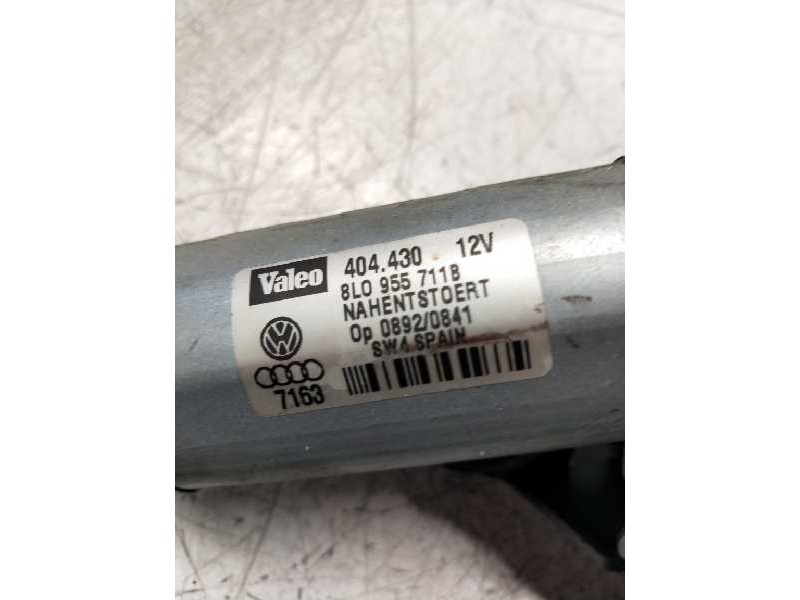 Valeo 404.430 12V
8L0 955 711B
NAHENTSTOERT
Op 0892/0841
SW4.SPAIN
7163